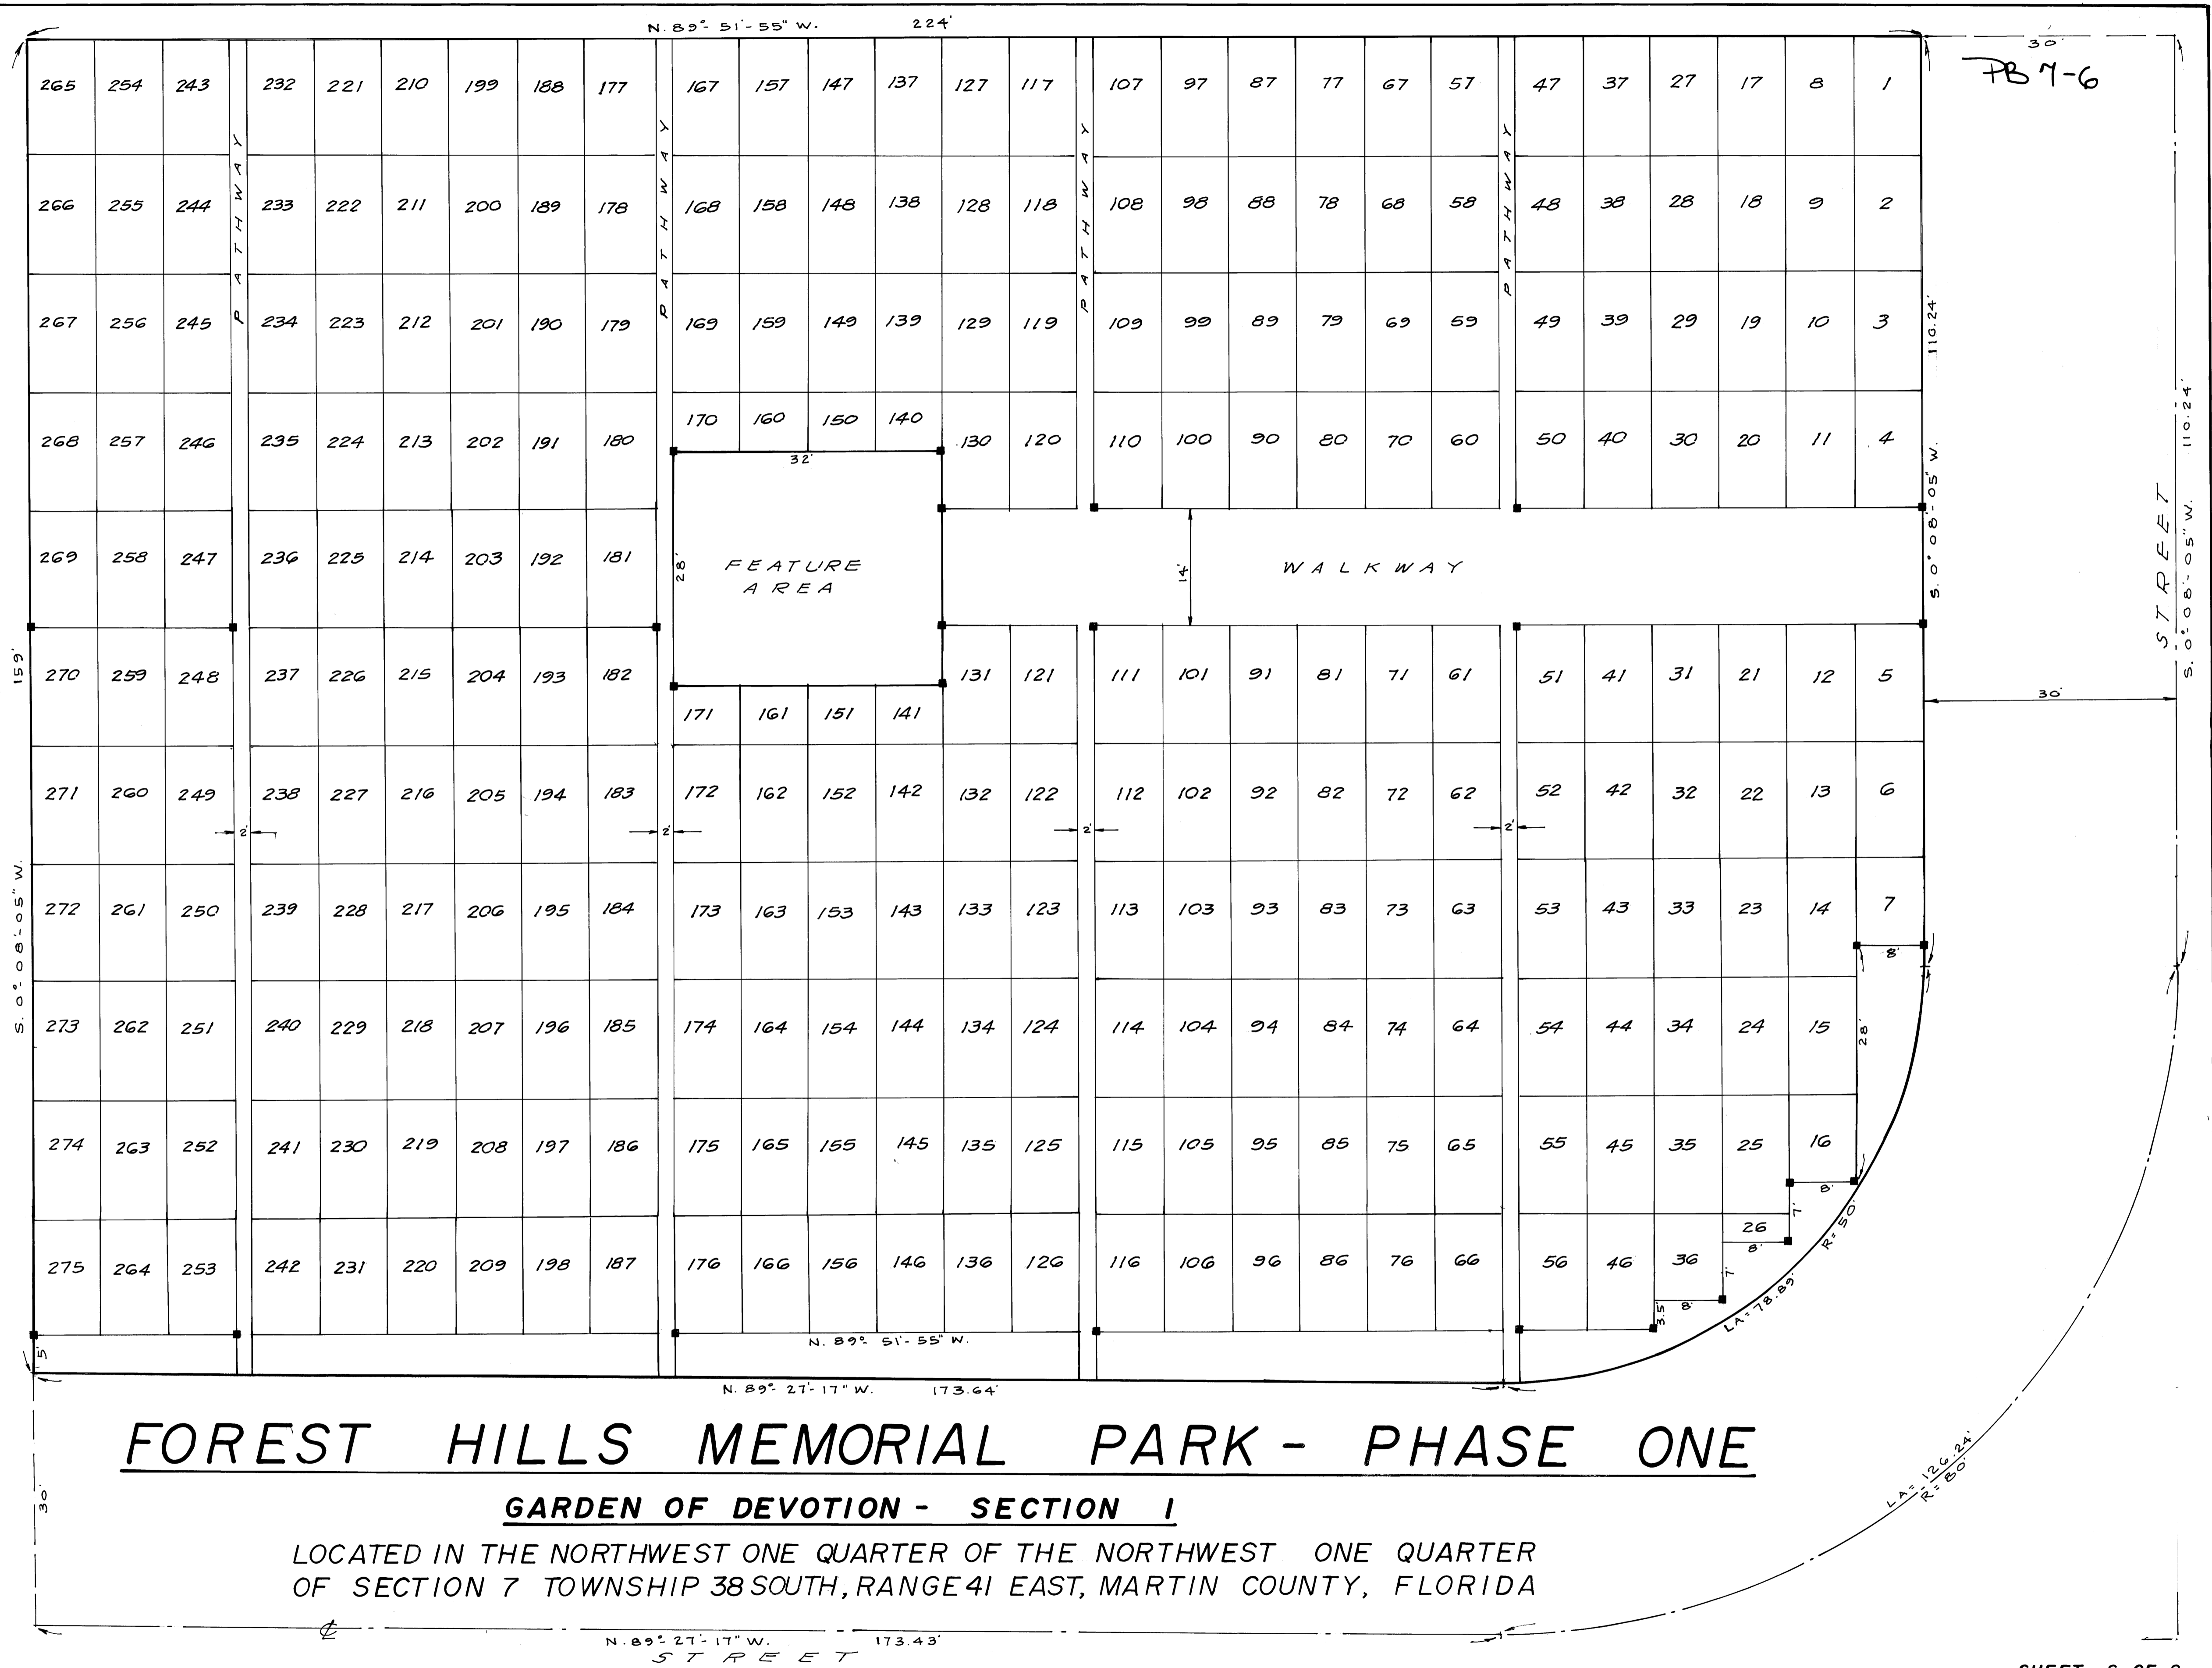 N. 89°- 51'- 55" W. 224'
30'
PB 7-6
265 254 243 232 221 210 199 188 177 167 157 147 137 127 117 107 97 87 77 67 57 47 37 27 17 8 1
PATHWAY
PATHWAY
PATHWAY
PATHWAY
266 255 244 233 222 211 200 189 178 168 158 148 138 128 118 108 98 88 78 68 58 48 38 28 18 9 2
267 256 245 234 223 212 201 190 179 169 159 149 139 129 119 109 99 89 79 69 59 49 39 29 19 10 3
110.24'
170 160 150 140
268 257 246 235 224 213 202 191 180 130 120 110 100 90 80 70 60 50 40 30 20 11 4
110.24'
32'
S. 0°- 08'- 05" W.
STREET
S. 0°- 08'- 05" W.
269 258 247 236 225 214 203 192 181
28'
FEATURE
AREA
14'
WALKWAY
159'
270 259 248 237 226 215 204 193 182 131 121 111 101 91 81 71 61 51 41 31 21 12 5
30'
171 161 151 141
271 260 249 238 227 216 205 194 183 172 162 152 142 132 122 112 102 92 82 72 62 52 42 32 22 13 6
2' 2' 2' 2'
S. 0°- 08'- 05" W.
272 261 250 239 228 217 206 195 184 173 163 153 143 133 123 113 103 93 83 73 63 53 43 33 23 14 7
8'
273 262 251 240 229 218 207 196 185 174 164 154 144 134 124 114 104 94 84 74 64 54 44 34 24 15
28'
274 263 252 241 230 219 208 197 186 175 165 155 145 135 125 115 105 95 85 75 65 55 45 35 25 16
8'
7'
26
8'
R= 50'
275 264 253 242 231 220 209 198 187 176 166 156 146 136 126 116 106 96 86 76 66 56 46 36
7'
8'
3.5'
LA= 78.89'
N. 89°- 51'- 55" W.
5'
N. 89°- 27'- 17" W. 173.64'
FOREST HILLS MEMORIAL PARK - PHASE ONE
LA= 126.24'
R= 80'
30'
GARDEN OF DEVOTION - SECTION 1
LOCATED IN THE NORTHWEST ONE QUARTER OF THE NORTHWEST ONE QUARTER
OF SECTION 7 TOWNSHIP 38 SOUTH, RANGE 41 EAST, MARTIN COUNTY, FLORIDA
℄
N. 89°- 27'- 17" W. 173.43'
STREET